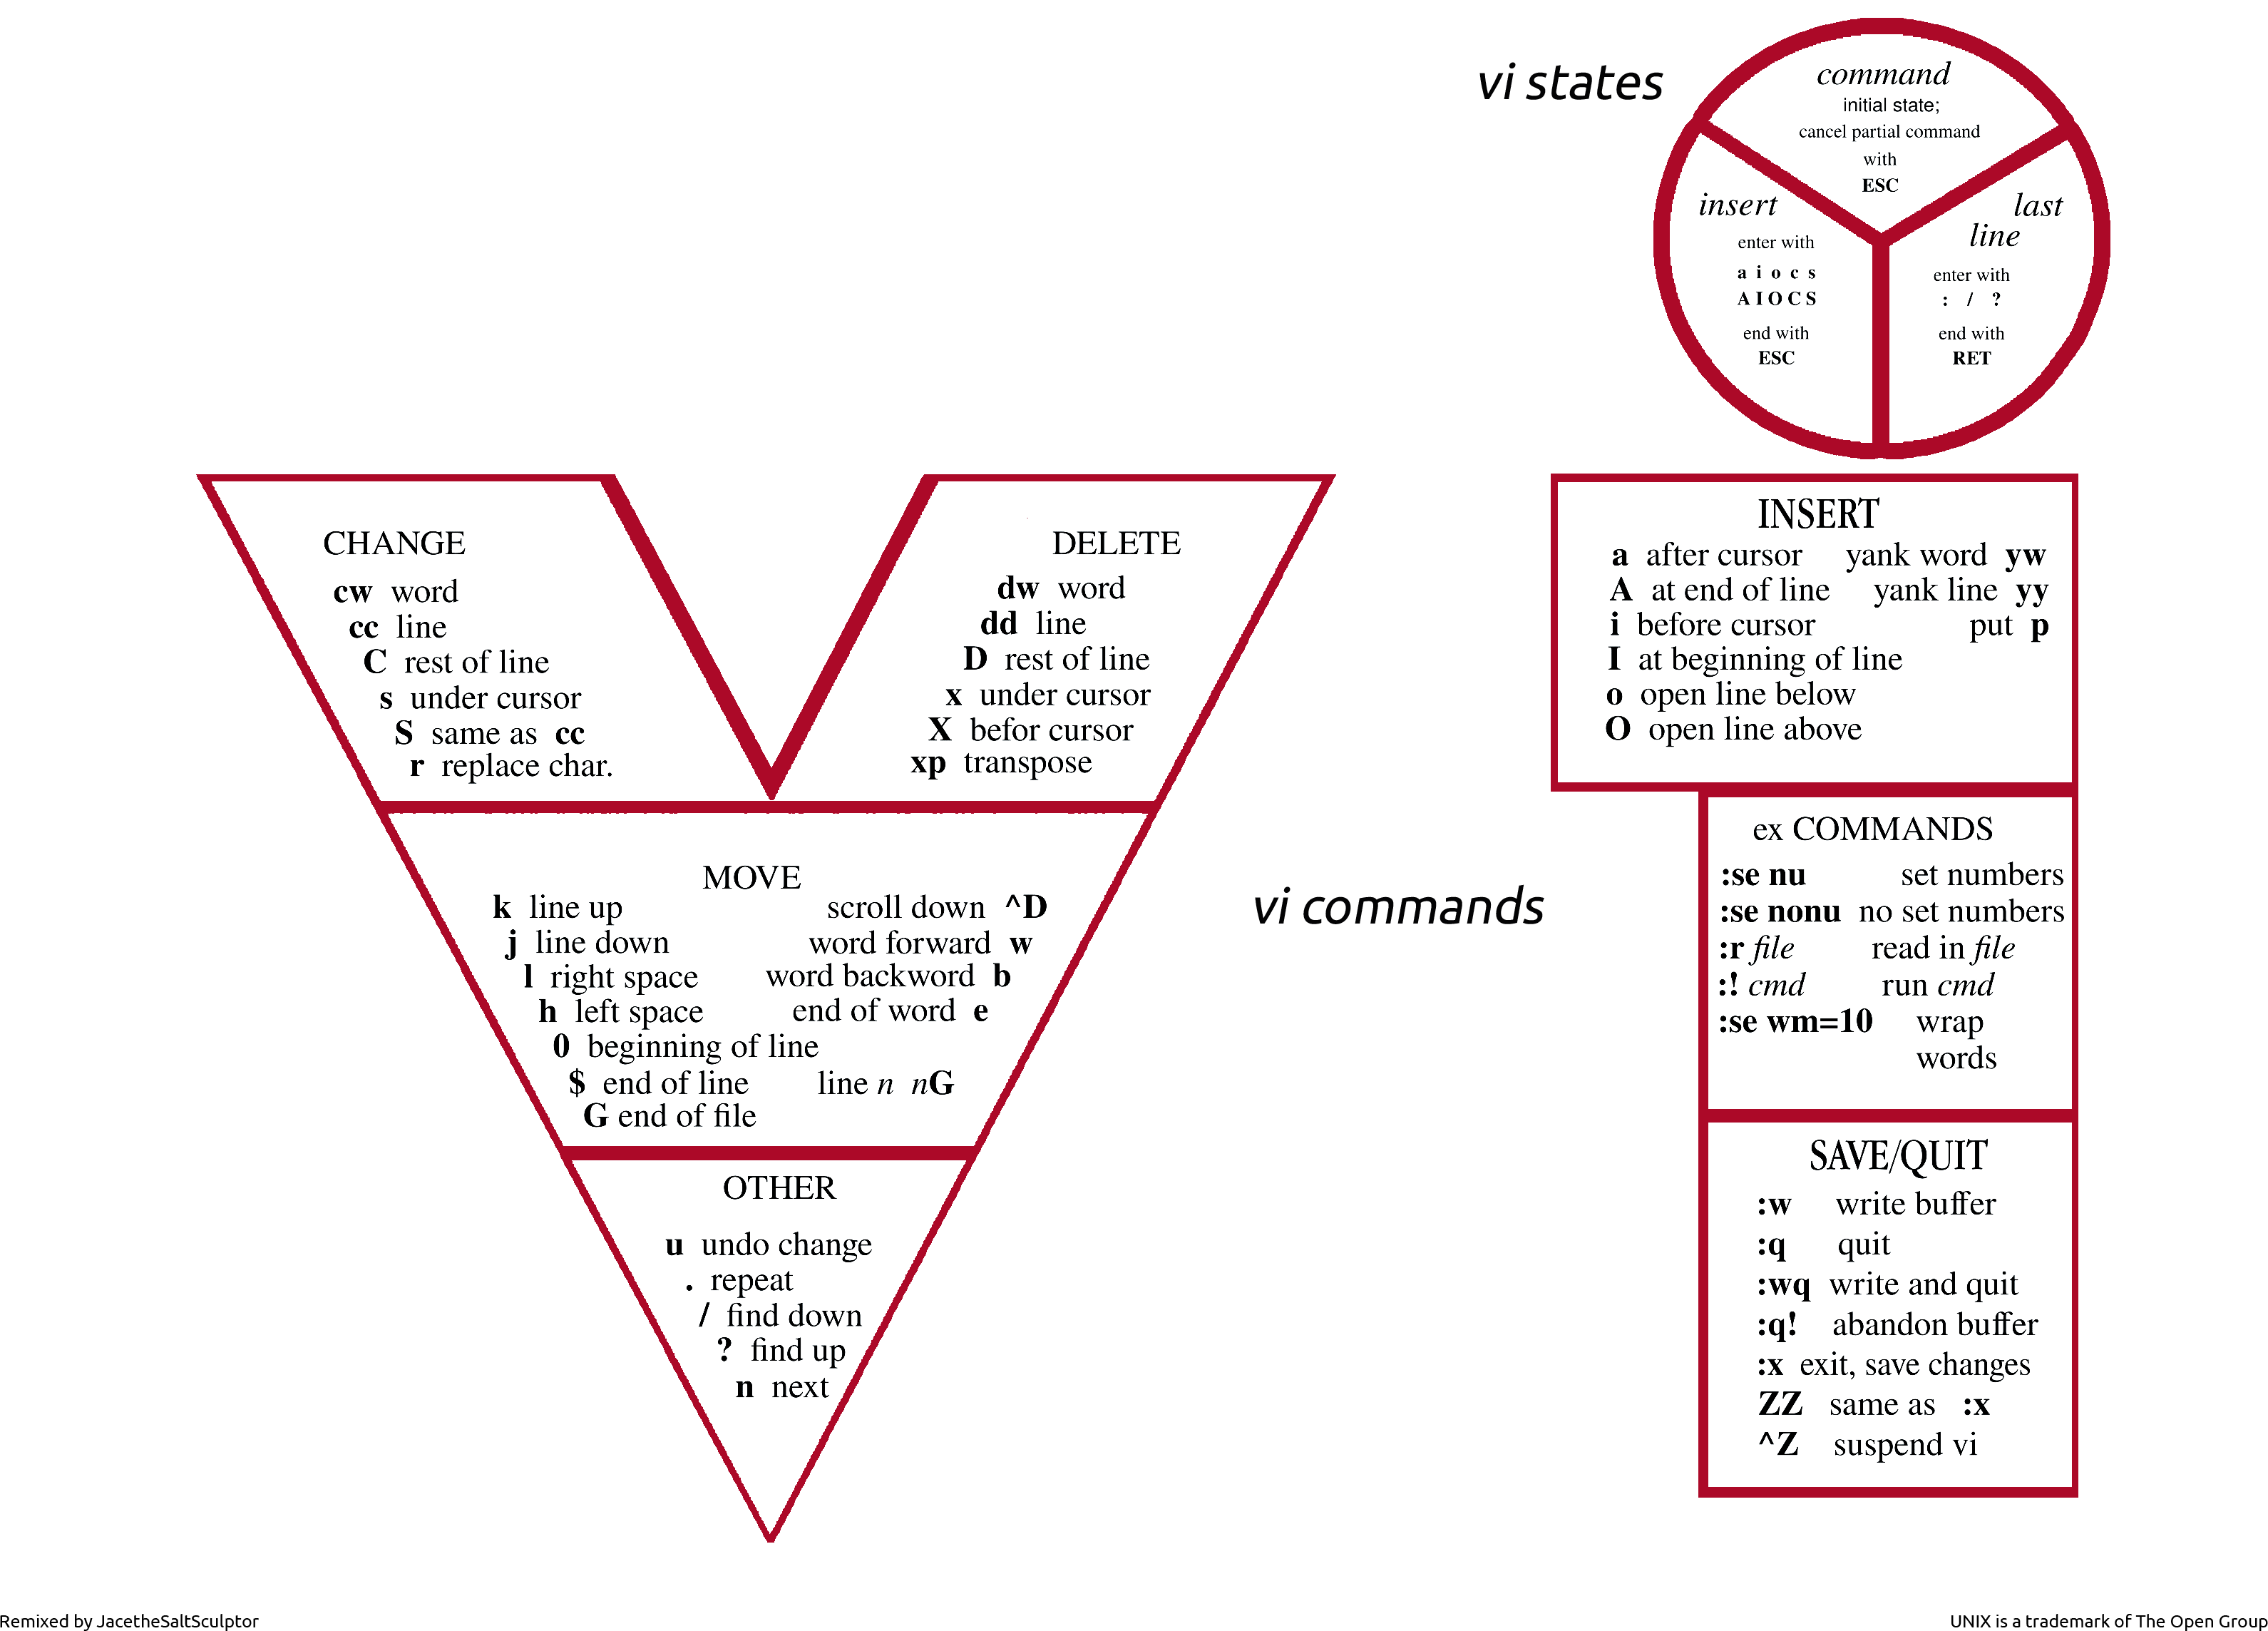 vi states
command
initial state;
cancel partial command
with
ESC
insert
enter with
a i o c s
A I O C S
end with
ESC
last
line
enter with
: / ?
end with
RET
CHANGE
cw word
cc line
C rest of line
s under cursor
S same as cc
r replace char.
DELETE
dw word
dd line
D rest of line
x under cursor
X befor cursor
xp transpose
MOVE
k line up scroll down ^D
j line down word forward w
l right space word backword b
h left space end of word e
0 beginning of line
$ end of line line n nG
G end of file
OTHER
u undo change
. repeat
/ find down
? find up
n next
vi commands
INSERT
a after cursor yank word yw
A at end of line yank line yy
i before cursor put p
I at beginning of line
o open line below
O open line above
ex COMMANDS
:se nu set numbers
:se nonu no set numbers
:r file read in file
:! cmd run cmd
:se wm=10 wrap
words
SAVE/QUIT
:w write buffer
:q quit
:wq write and quit
:q! abandon buffer
:x exit, save changes
ZZ same as :x
^Z suspend vi
Remixed by JacetheSaltSculptor
UNIX is a trademark of The Open Group